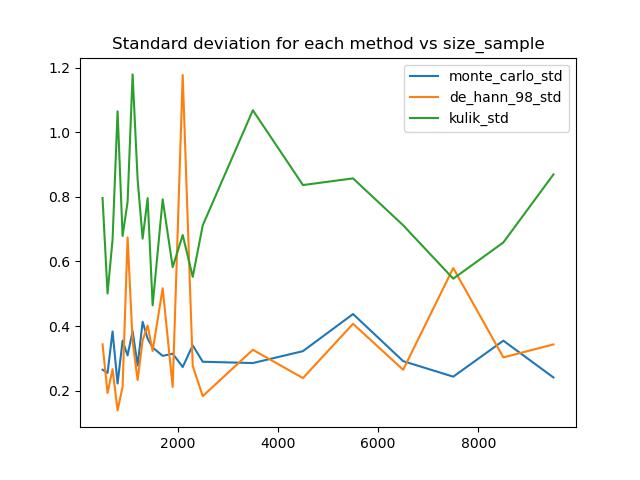 Standard deviation for each method vs size_sample
monte_carlo_std
de_hann_98_std
kulik_std
1.2
1.0
0.8
0.6
0.4
0.2
2000 4000 6000 8000